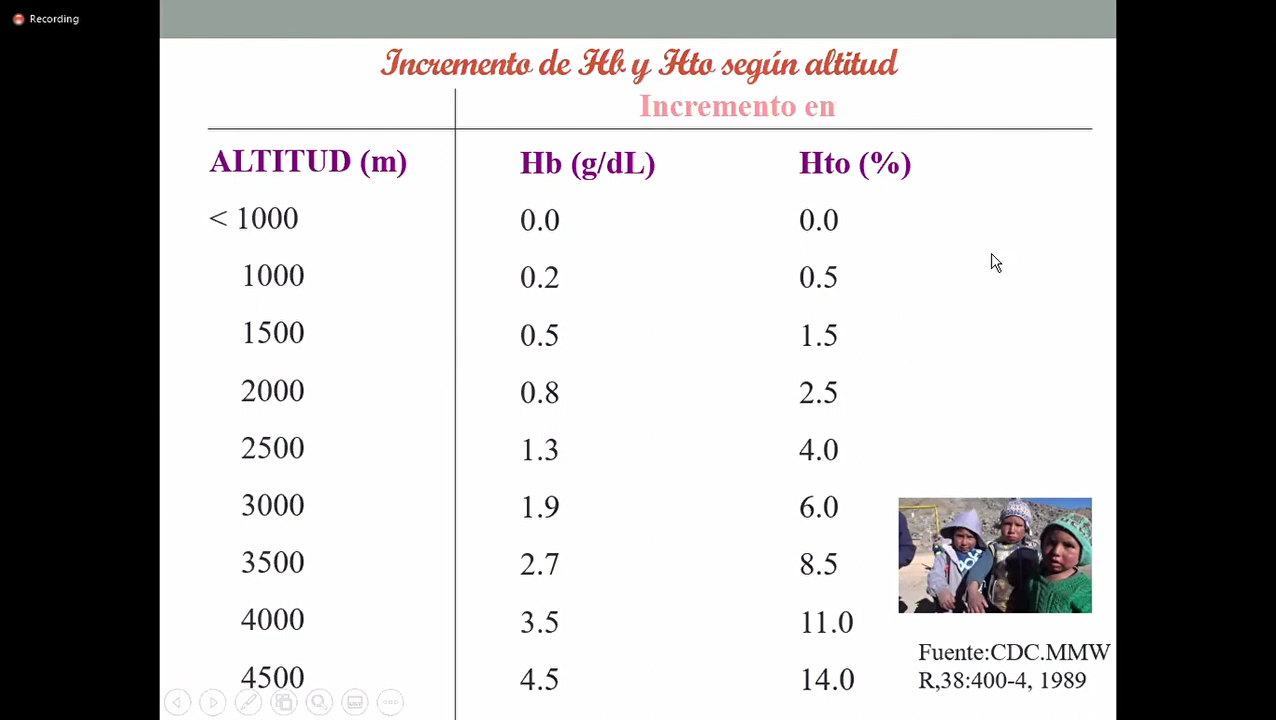 Recording
Incremento de Hb y Hto según altitud
Incremento en
ALTITUD (m) Hb (g/dL) Hto (%)
< 1000 0.0 0.0
1000 0.2 0.5
1500 0.5 1.5
2000 0.8 2.5
2500 1.3 4.0
3000 1.9 6.0
3500 2.7 8.5
4000 3.5 11.0
4500 4.5 14.0
Fuente:CDC.MMW
R,38:400-4, 1989